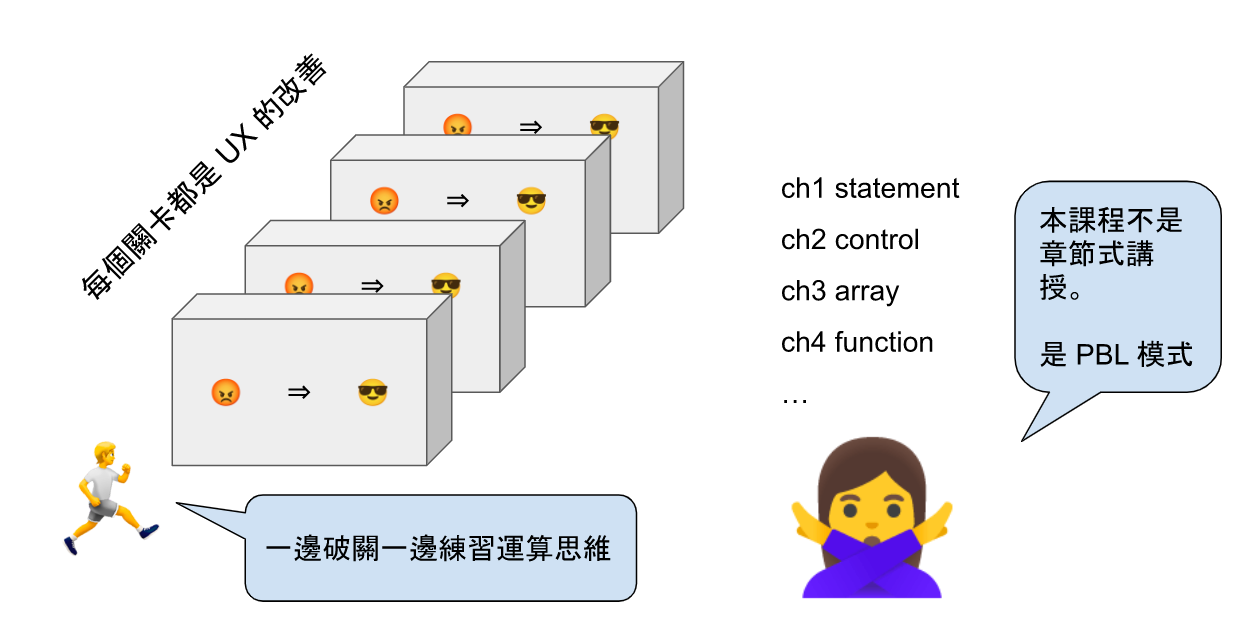 每個關卡都是 UX 的改善
⇒
⇒
⇒
⇒
一邊破關一邊練習運算思維
ch1 statement
ch2 control
ch3 array
ch4 function
…
本課程不是
章節式講
授。
是 PBL 模式